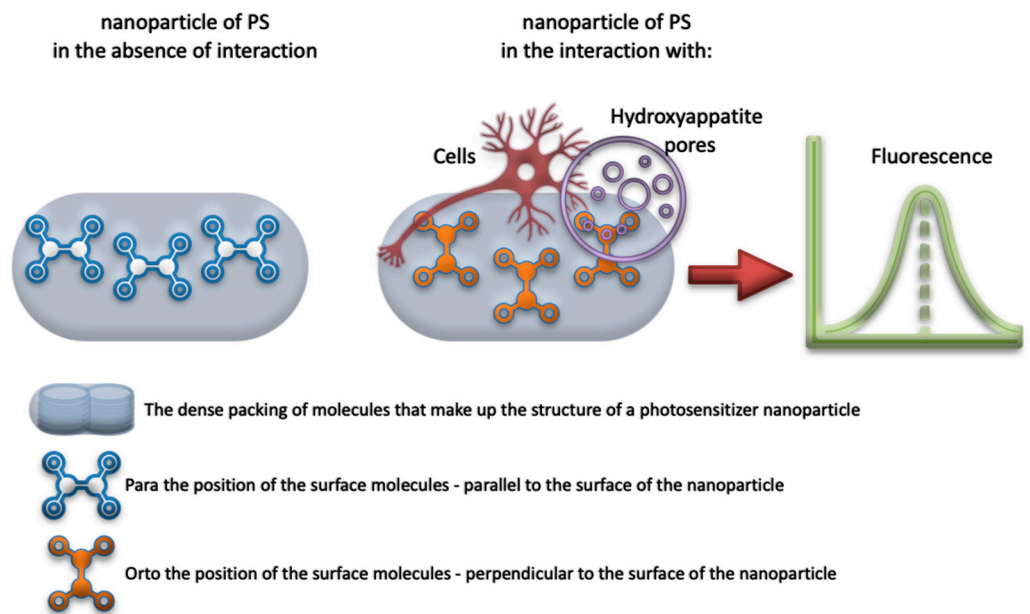 nanoparticle of PS
in the absence of interaction
nanoparticle of PS
in the interaction with:
Cells
Hydroxyappatite
pores
Fluorescence
The dense packing of molecules that make up the structure of a photosensitizer nanoparticle
Para the position of the surface molecules - parallel to the surface of the nanoparticle
Orto the position of the surface molecules - perpendicular to the surface of the nanoparticle